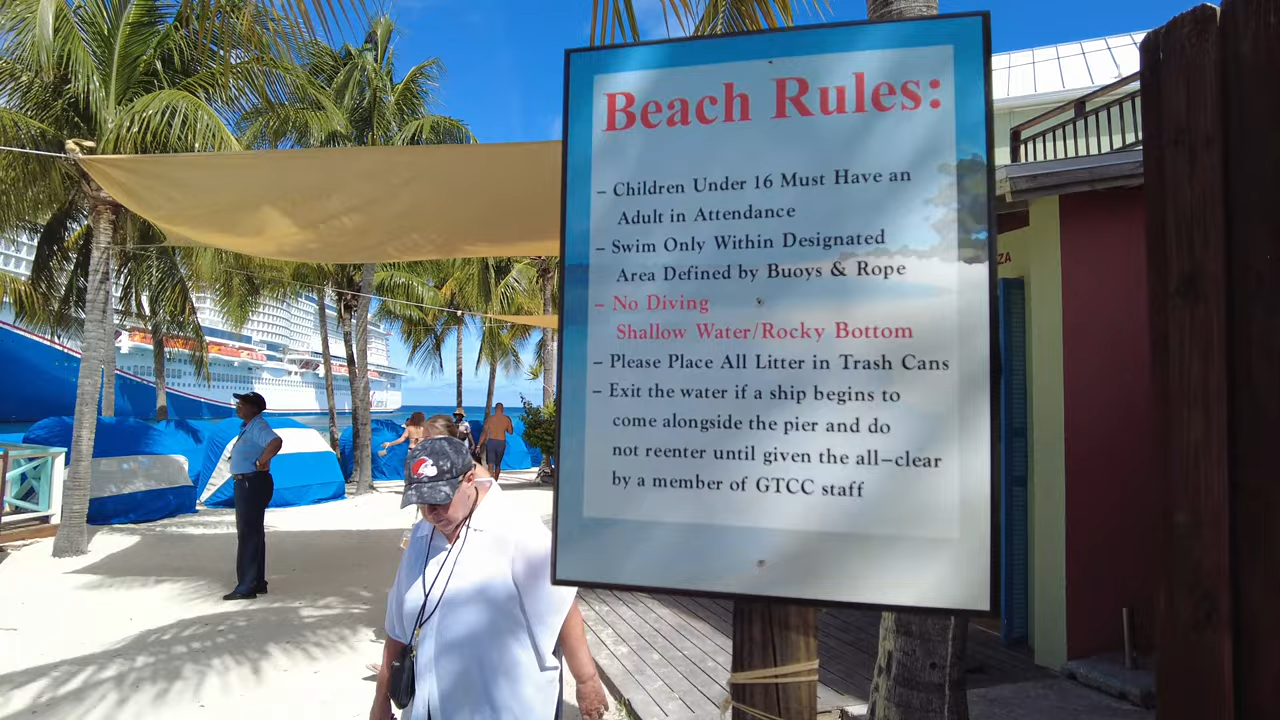 Beach Rules:
– Children Under 16 Must Have an
Adult in Attendance
– Swim Only Within Designated
Area Defined by Buoys & Rope
– No Diving
Shallow Water/Rocky Bottom
– Please Place All Litter in Trash Cans
– Exit the water if a ship begins to
come alongside the pier and do
not reenter until given the all–clear
by a member of GTCC staff
ZA